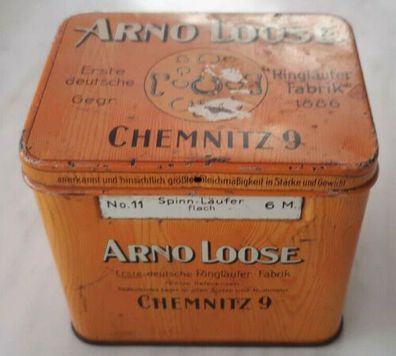 ARNO LOOSE
Erste "Ringläufer
deutsche Fabrik"
Gegr. 1886
CHEMNITZ 9
anerkannt und hinsichtlich größter Gleichmäßigkeit in Stärke und Gewicht
No. 11 Spinn-Läufer 6 M.
flach
ARNO LOOSE
Erste deutsche Ringläufer-Fabrik
CHEMNITZ 9